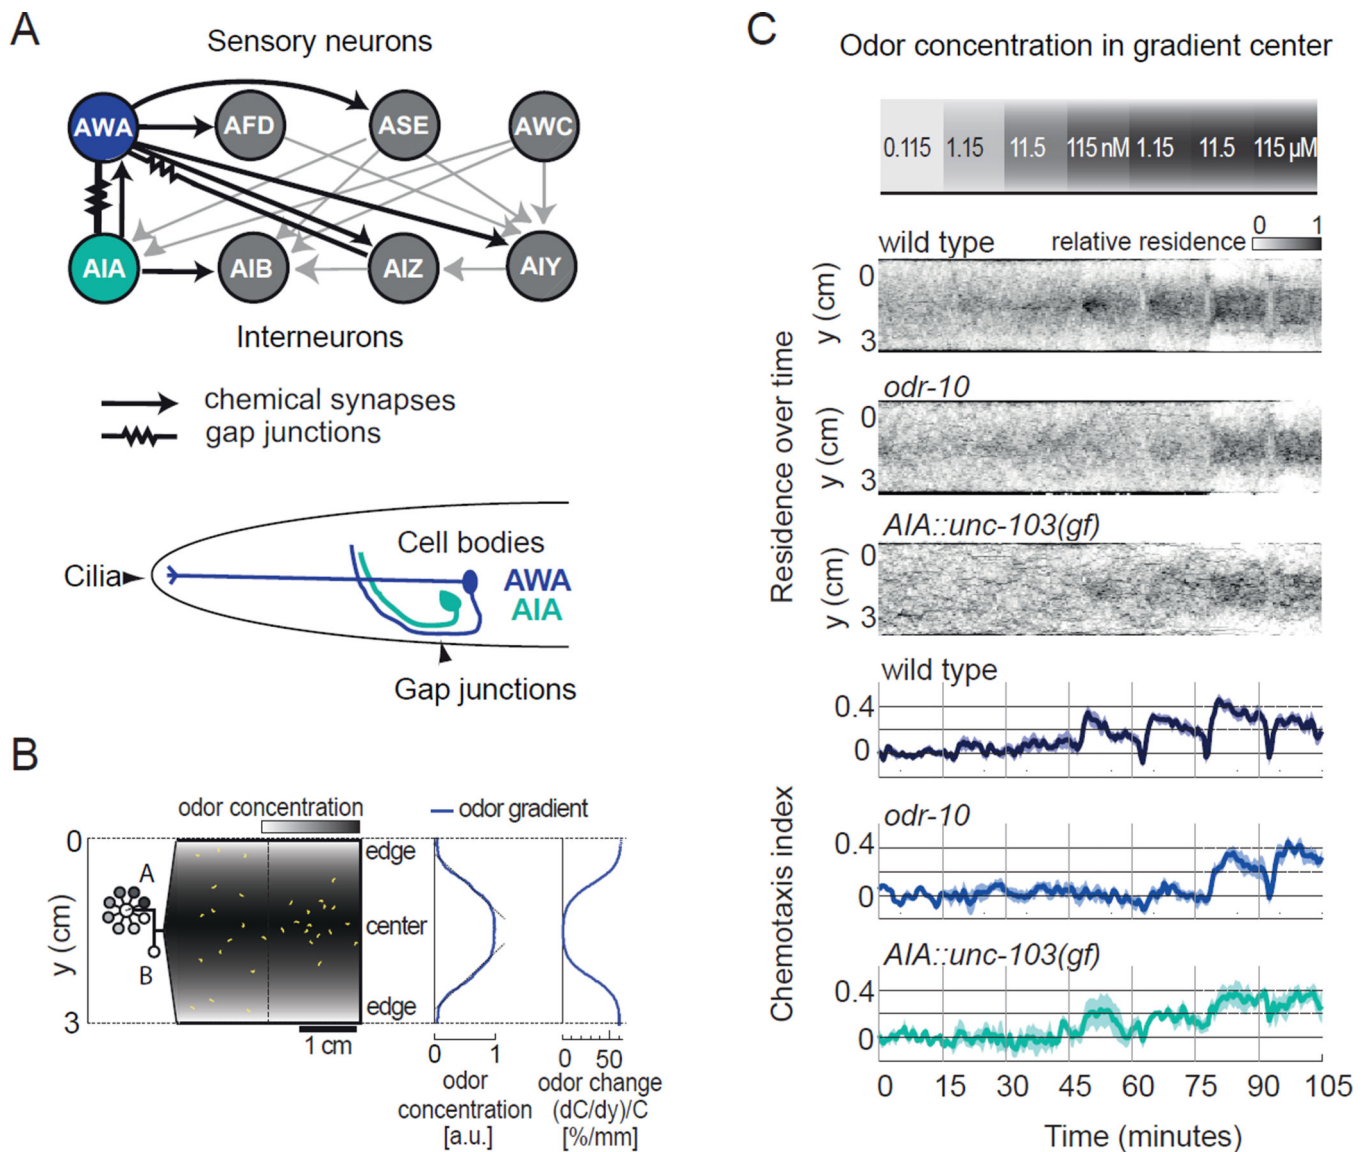 A
Sensory neurons
AWA
AFD
ASE
AWC
AIA
AIB
AIZ
AIY
Interneurons
chemical synapses
gap junctions
Cilia
Cell bodies
AWA
AIA
Gap junctions
B
odor concentration
odor gradient
0
A
edge
center
B
edge
y (cm)
3
1 cm
0 1
odor
concentration
[a.u.]
0 50
odor change
(dC/dy)/C
[%/mm]
C
Odor concentration in gradient center
0.115 1.15 11.5 115 nM 1.15 11.5 115 µM
0 1
wild type relative residence
0
y (cm)
3
odr-10
0
y (cm)
3
AIA::unc-103(gf)
0
y (cm)
3
Residence over time
wild type
0.4
0
odr-10
0.4
0
AIA::unc-103(gf)
0.4
0
Chemotaxis index
0 15 30 45 60 75 90 105
Time (minutes)